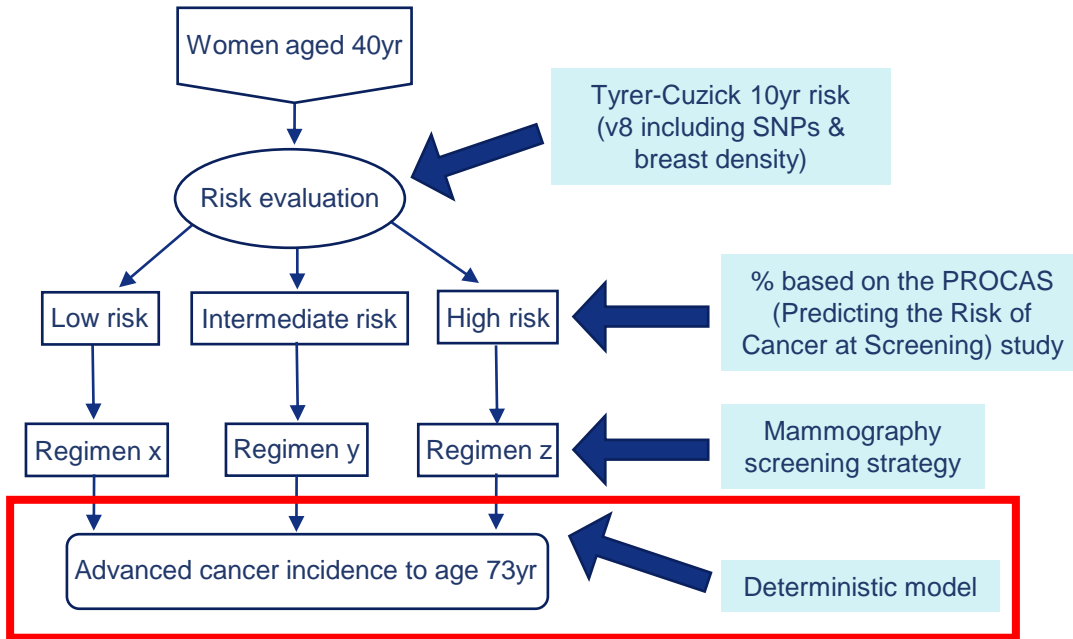 Women aged 40yr
Tyrer-Cuzick 10yr risk
(v8 including SNPs &
breast density)
Risk evaluation
Low risk
Intermediate risk
High risk
% based on the PROCAS
(Predicting the Risk of
Cancer at Screening) study
Regimen x
Regimen y
Regimen z
Mammography
screening strategy
Advanced cancer incidence to age 73yr
Deterministic model